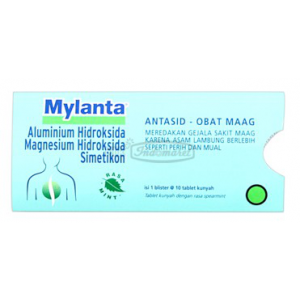 Mylanta
Aluminium Hidroksida
Magnesium Hidroksida
Simetikon
RASA
MINT
ANTASID - OBAT MAAG
MEREDAKAN GEJALA SAKIT MAAG
KARENA ASAM LAMBUNG BERLEBIH
SEPERTI PERIH DAN MUAL
Indomaret
isi 1 blister @ 10 tablet kunyah
tablet kunyah dengan rasa spearmint